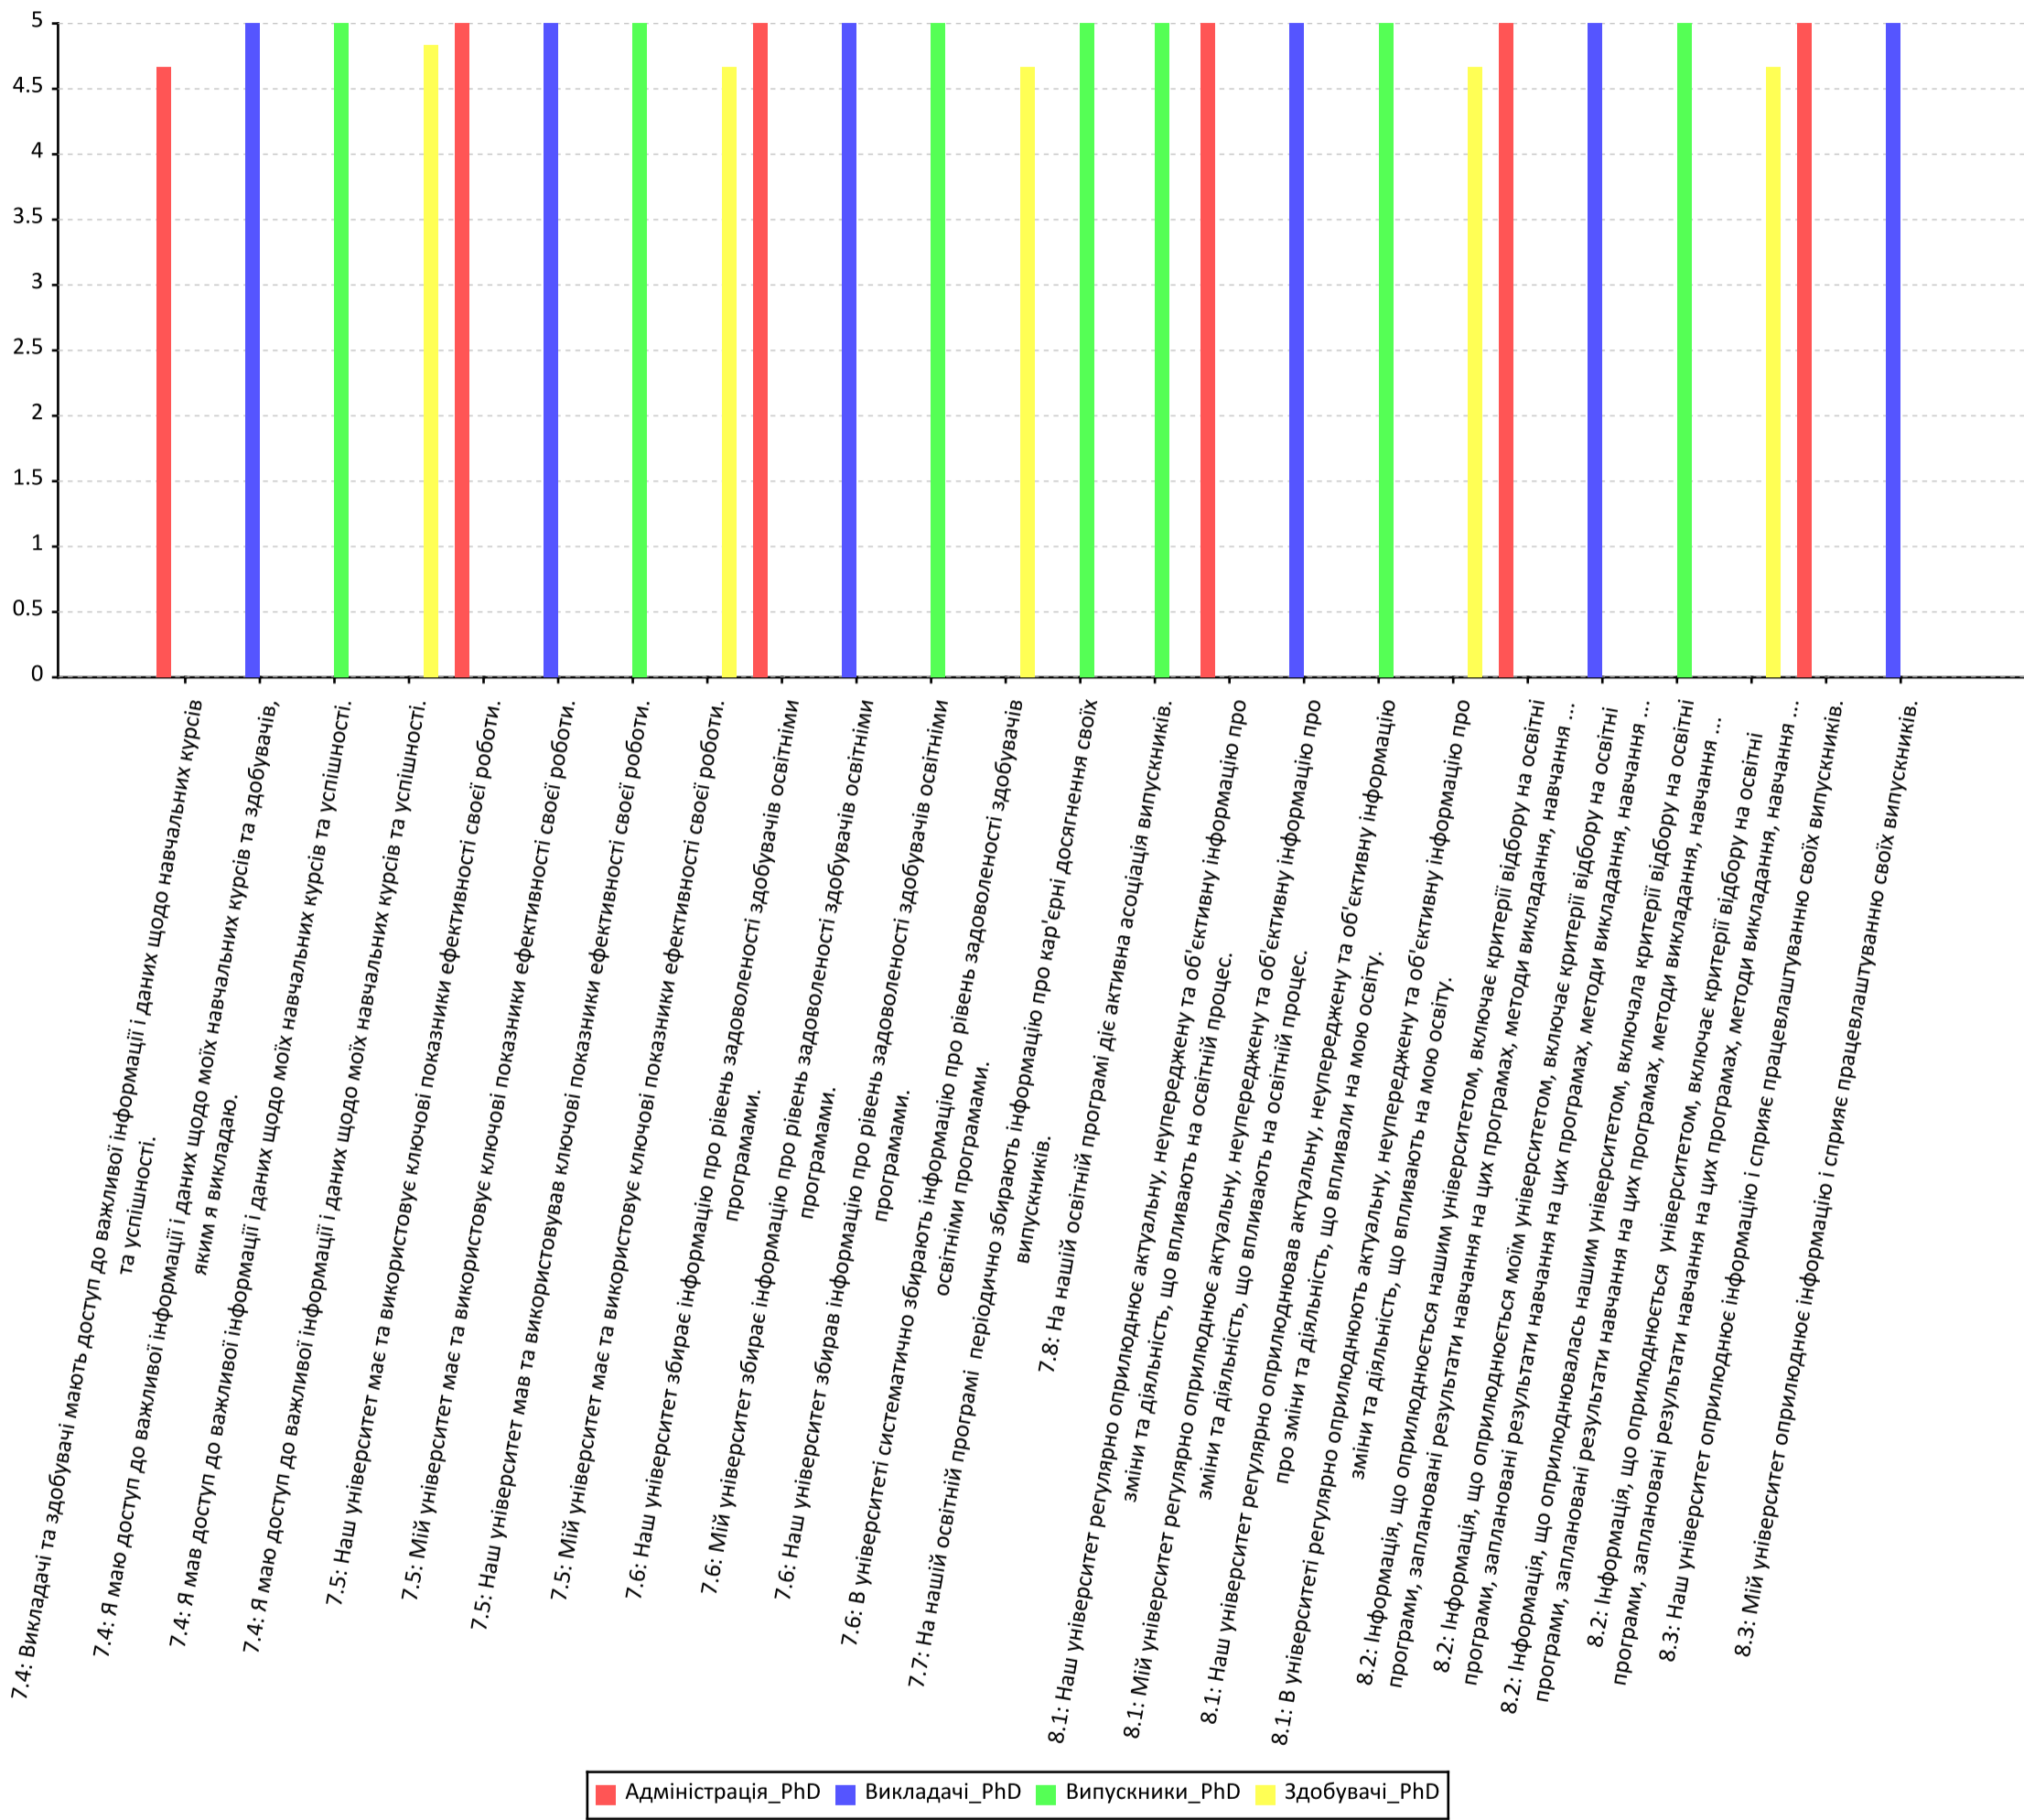 5
4.5
4
3.5
3
2.5
2
1.5
1
0.5
0
7.4: Викладачі та здобувачі мають доступ до важливої інформації і даних щодо навчальних курсів
та успішності.
7.4: Я маю доступ до важливої інформації і даних щодо моїх навчальних курсів та здобувачів,
яким я викладаю.
7.4: Я мав доступ до важливої інформації і даних щодо моїх навчальних курсів та успішності.
7.4: Я маю доступ до важливої інформації і даних щодо моїх навчальних курсів та успішності.
7.5: Наш університет має та використовує ключові показники ефективності своєї роботи.
7.5: Мій університет має та використовує ключові показники ефективності своєї роботи.
7.5: Наш університет мав та використовував ключові показники ефективності своєї роботи.
7.5: Мій університет має та використовує ключові показники ефективності своєї роботи.
7.6: Наш університет збирає інформацію про рівень задоволеності здобувачів освітніми
програмами.
7.6: Мій університет збирає інформацію про рівень задоволеності здобувачів освітніми
програмами.
7.6: Наш університет збирав інформацію про рівень задоволеності здобувачів освітніми
програмами.
7.6: В університеті систематично збирають інформацію про рівень задоволеності здобувачів
освітніми програмами.
7.7: На нашій освітній програмі періодично збирають інформацію про кар'єрні досягнення своїх
випускників.
7.8: На нашій освітній програмі діє активна асоціація випускників.
8.1: Наш університет регулярно оприлюднює актуальну, неупереджену та об'єктивну інформацію про
зміни та діяльність, що впливають на освітній процес.
8.1: Мій університет регулярно оприлюднює актуальну, неупереджену та об'єктивну інформацію про
зміни та діяльність, що впливають на освітній процес.
8.1: Наш університет регулярно оприлюднював актуальну, неупереджену та об'єктивну інформацію
про зміни та діяльність, що впливали на мою освіту.
8.1: В університеті регулярно оприлюднюють актуальну, неупереджену та об'єктивну інформацію про
зміни та діяльність, що впливають на мою освіту.
8.2: Інформація, що оприлюднюється нашим університетом, включає критерії відбору на освітні
програми, заплановані результати навчання на цих програмах, методи викладання, навчання ...
8.2: Інформація, що оприлюднюється моїм університетом, включає критерії відбору на освітні
програми, заплановані результати навчання на цих програмах, методи викладання, навчання ...
8.2: Інформація, що оприлюднювалась нашим університетом, включала критерії відбору на освітні
програми, заплановані результати навчання на цих програмах, методи викладання, навчання ...
8.2: Інформація, що оприлюднюється університетом, включає критерії відбору на освітні
програми, заплановані результати навчання на цих програмах, методи викладання, навчання ...
8.3: Наш університет оприлюднює інформацію і сприяє працевлаштуванню своїх випускників.
8.3: Мій університет оприлюднює інформацію і сприяє працевлаштуванню своїх випускників.
Адміністрація_PhD Викладачі_PhD Випускники_PhD Здобувачі_PhD